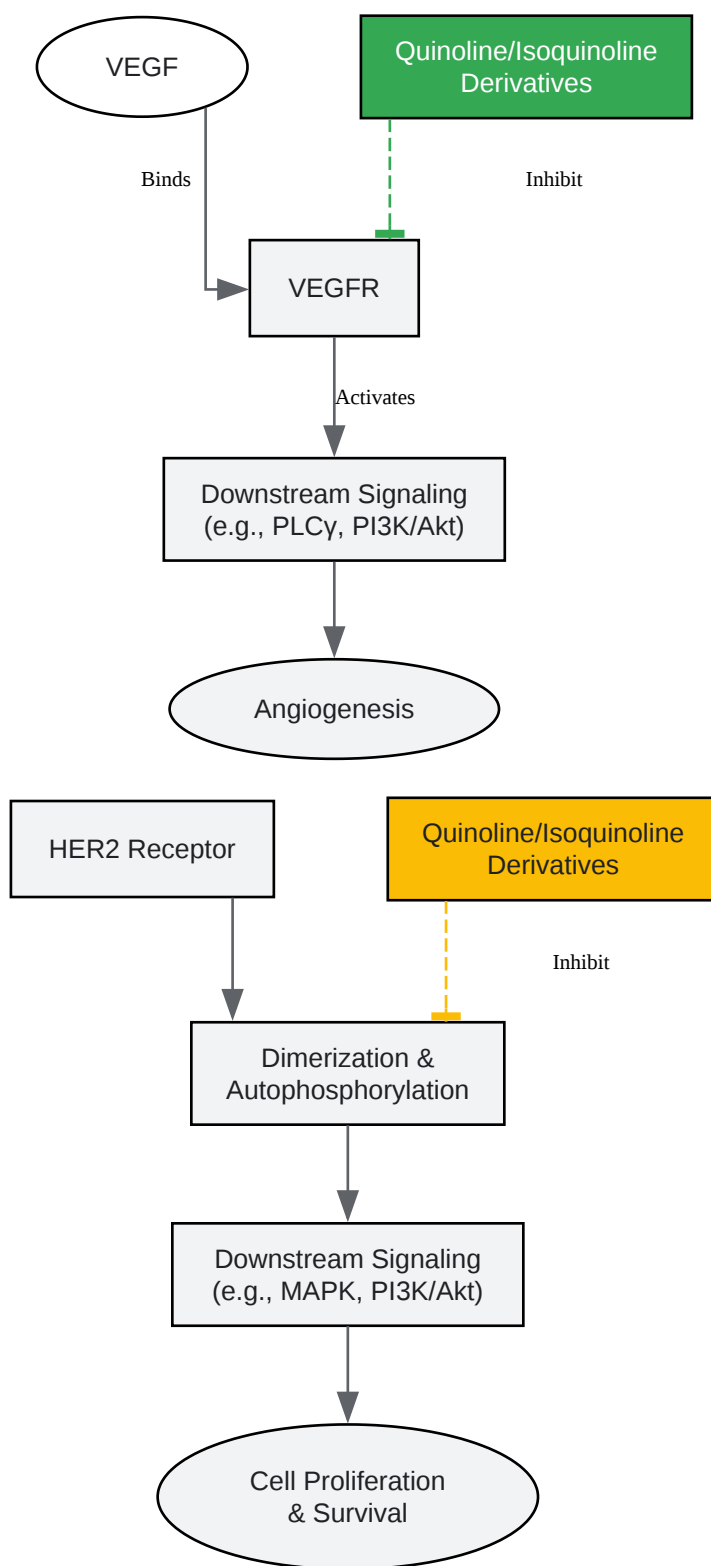 VEGF
Quinoline/Isoquinoline
Derivatives
Binds
Inhibit
VEGFR
Activates
Downstream Signaling
(e.g., PLCγ, PI3K/Akt)
Angiogenesis
HER2 Receptor
Quinoline/Isoquinoline
Derivatives
Inhibit
Dimerization &
Autophosphorylation
Downstream Signaling
(e.g., MAPK, PI3K/Akt)
Cell Proliferation
& Survival